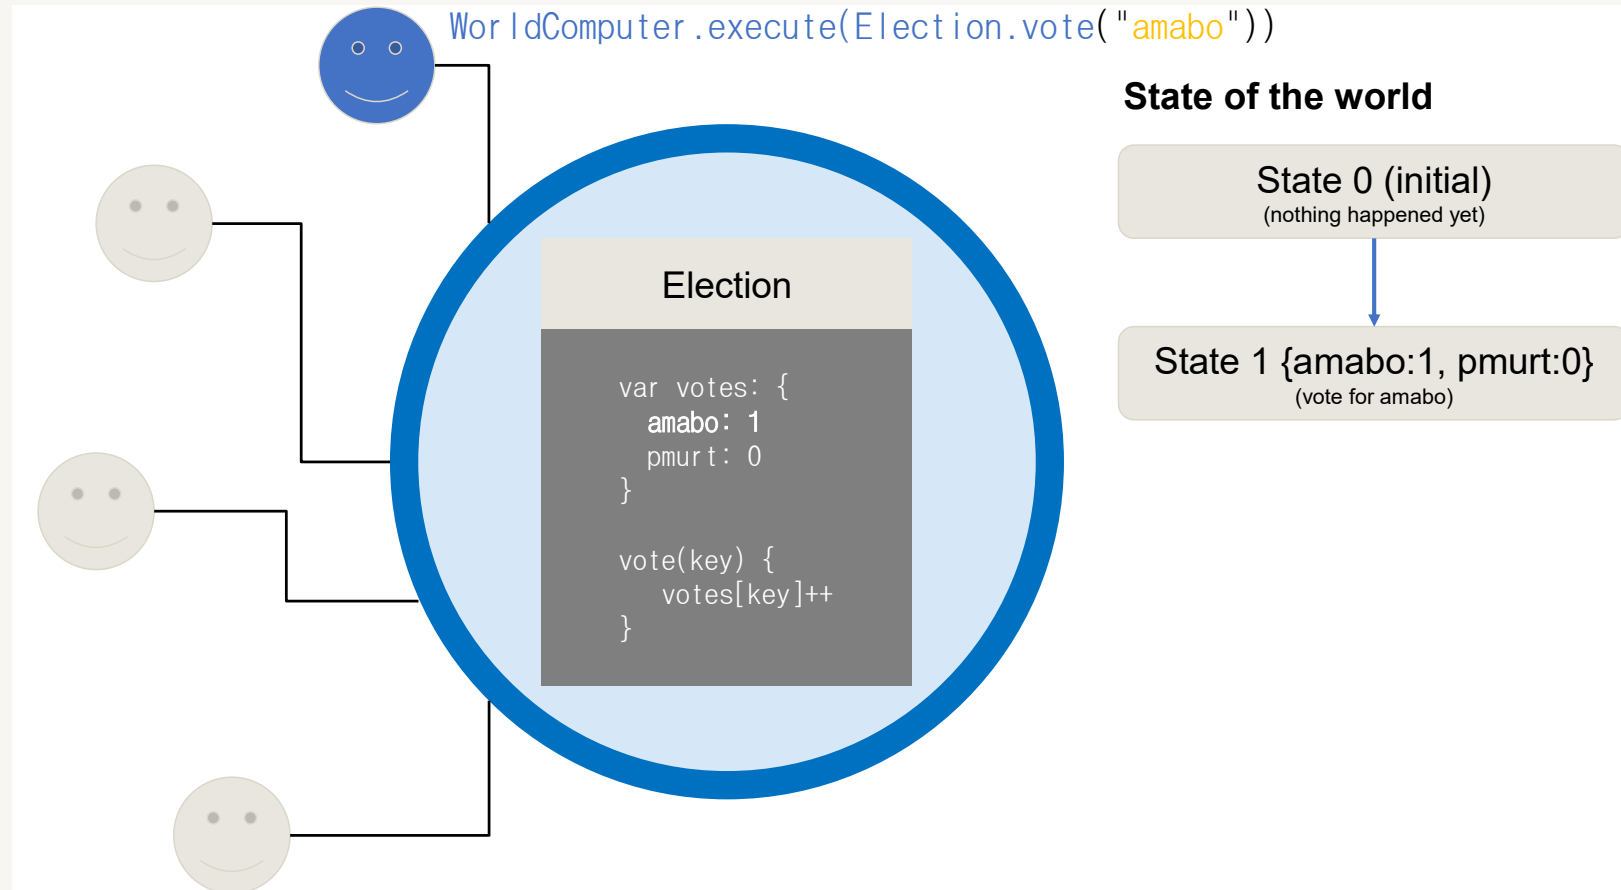 WorldComputer.execute(Election.vote("amabo"))
State of the world
State 0 (initial)
(nothing happened yet)
State 1 {amabo:1, pmurt:0}
(vote for amabo)
Election
var votes: {
amabo: 1
pmurt: 0
}
vote(key) {
votes[key]++
}